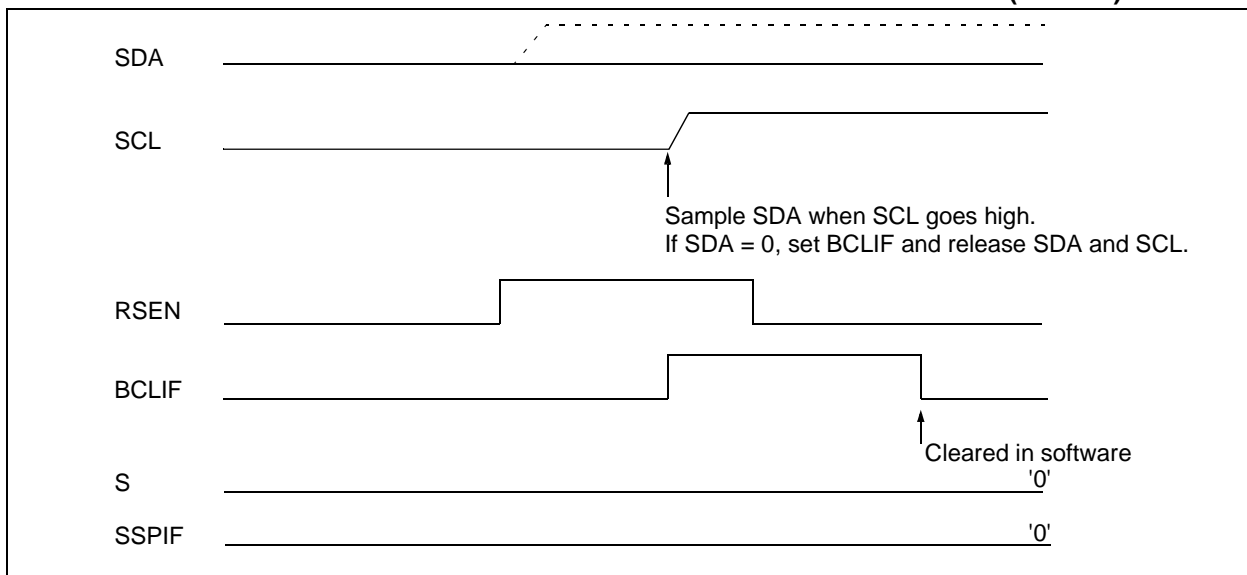 SDA
SCL
Sample SDA when SCL goes high.
If SDA = 0, set BCLIF and release SDA and SCL.
RSEN
BCLIF
Cleared in software
S
'0'
SSPIF
'0'